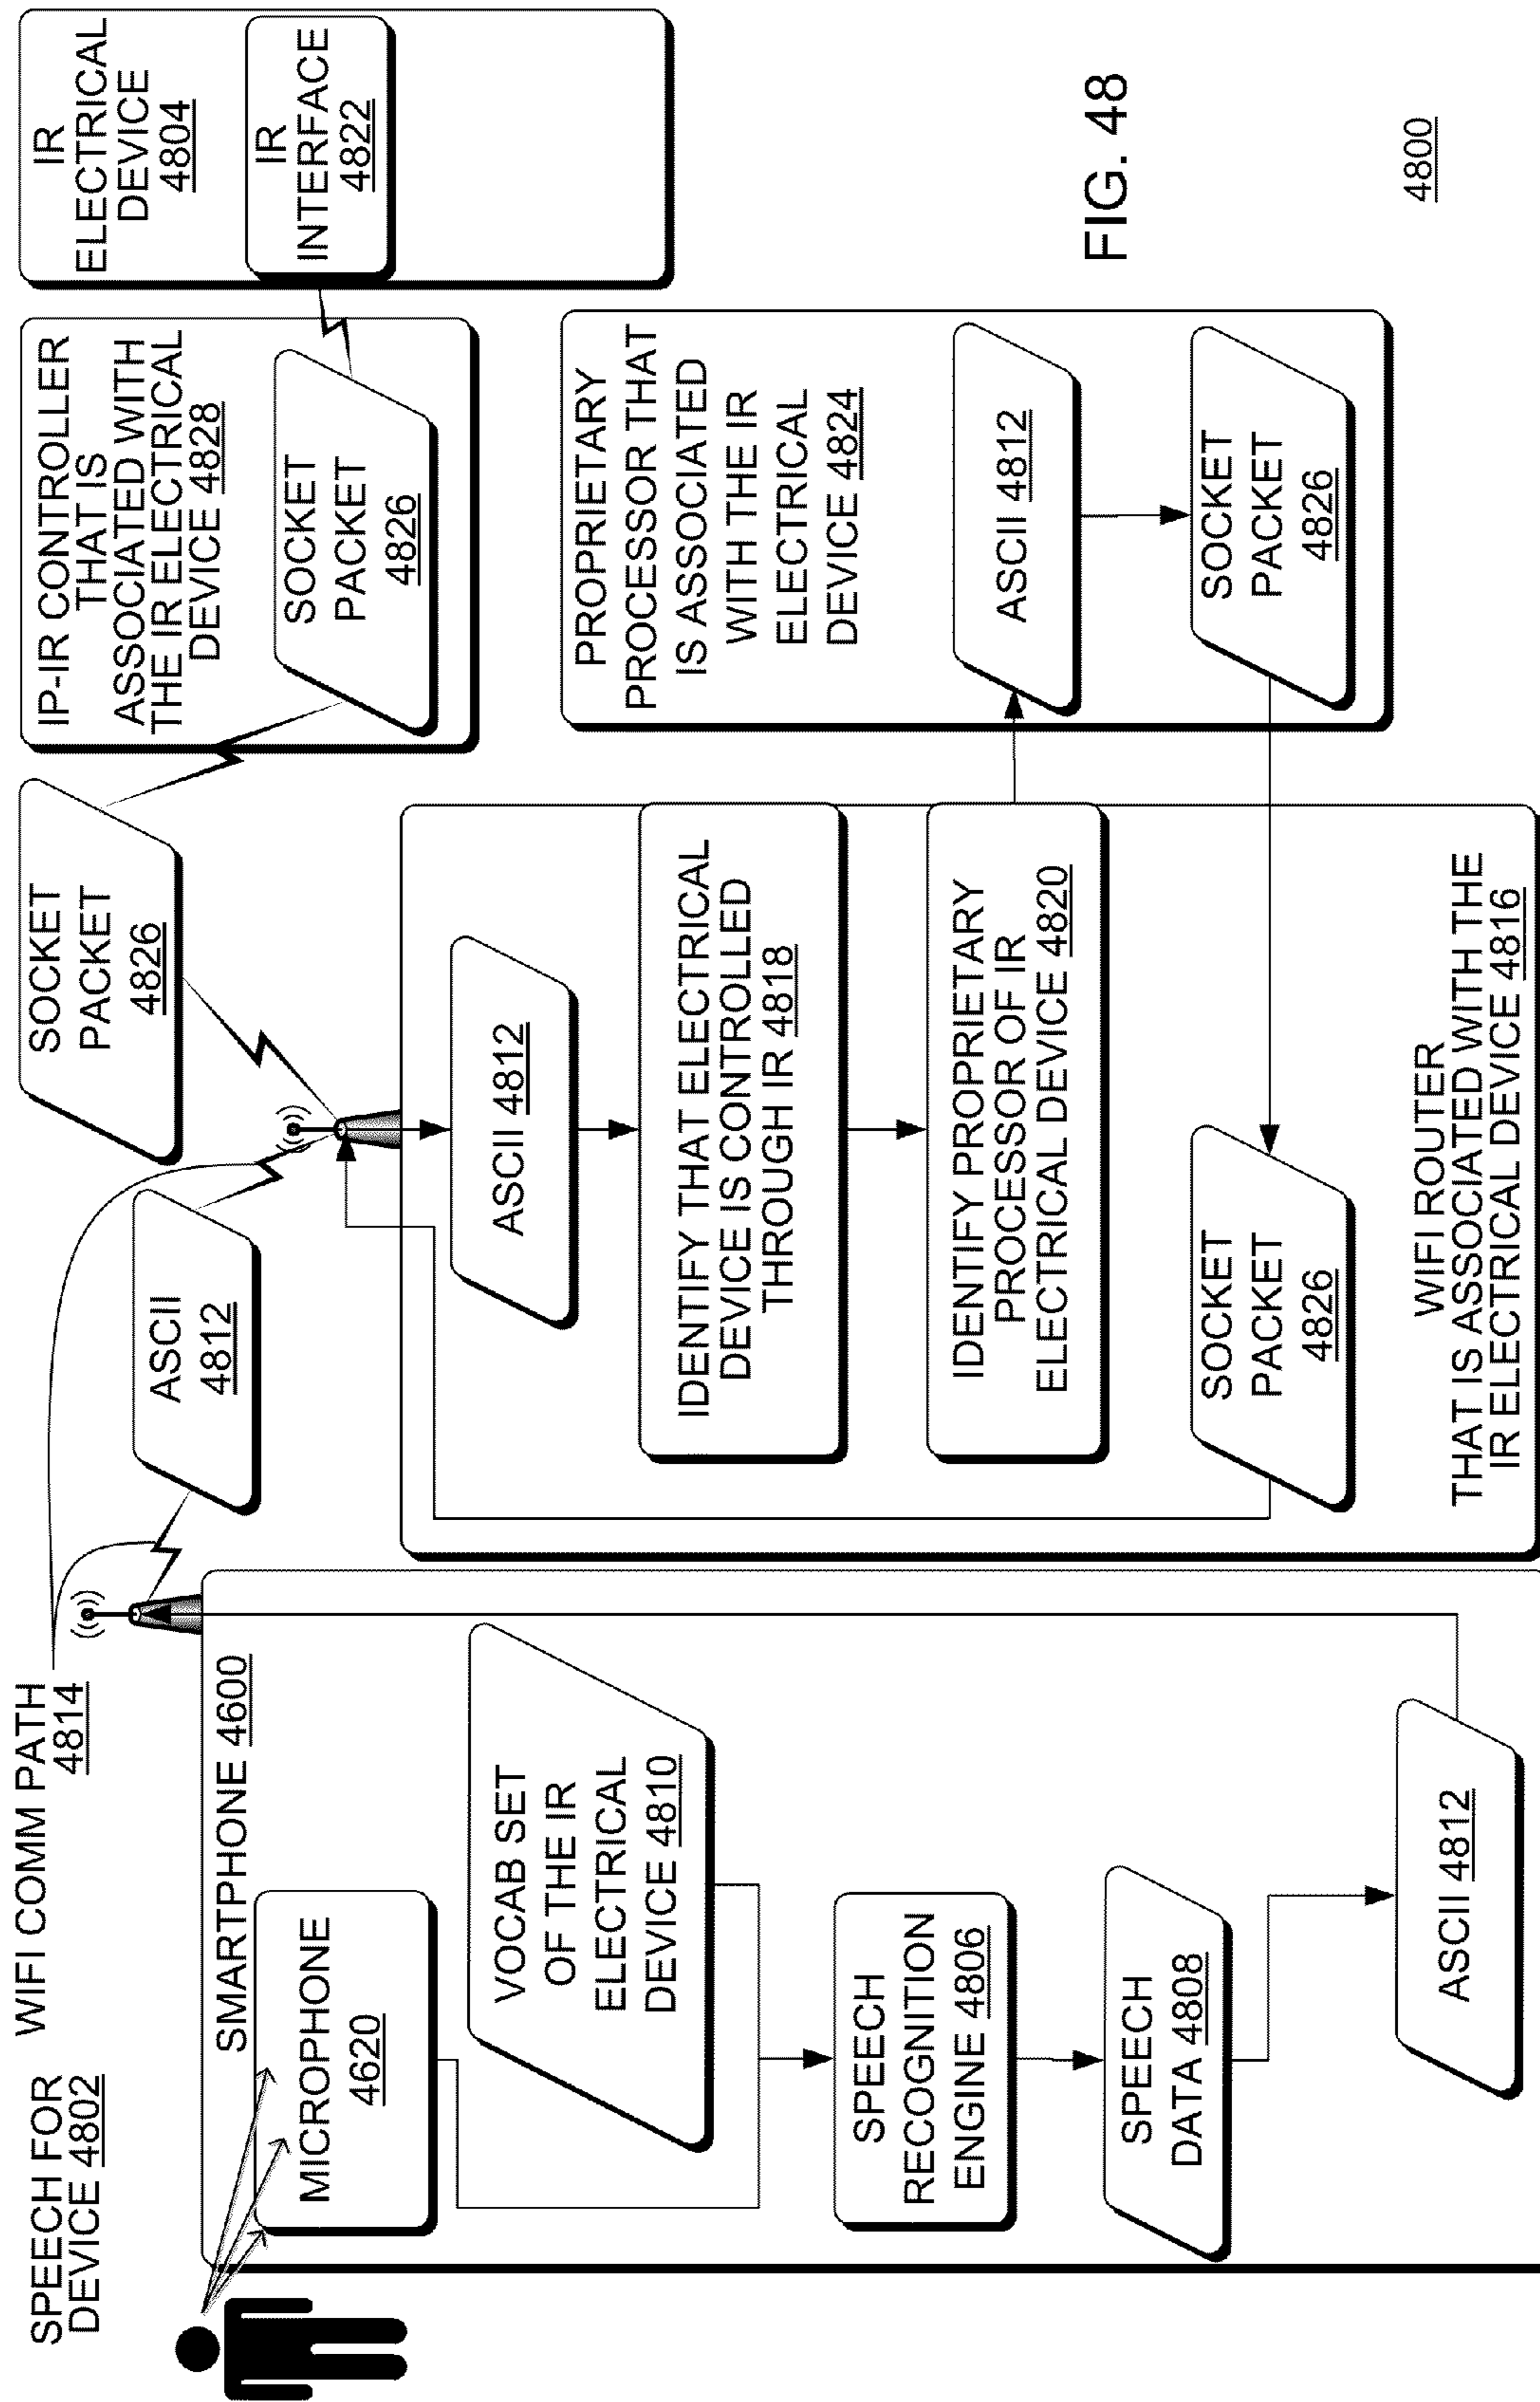 SPEECH FOR
DEVICE 4802
WIFI COMM PATH
4814
SMARTPHONE 4600
MICROPHONE
4620
VOCAB SET
OF THE IR
ELECTRICAL
DEVICE 4810
SPEECH
RECOGNITION
ENGINE 4806
SPEECH
DATA 4808
ASCII 4812
ASCII
4812
SOCKET
PACKET
4826
ASCII 4812
IDENTIFY THAT ELECTRICAL
DEVICE IS CONTROLLED
THROUGH IR 4818
IDENTIFY PROPRIETARY
PROCESSOR OF IR
ELECTRICAL DEVICE 4820
SOCKET
PACKET
4826
WIFI ROUTER
THAT IS ASSOCIATED WITH THE
IR ELECTRICAL DEVICE 4816
IP-IR CONTROLLER
THAT IS
ASSOCIATED WITH
THE IR ELECTRICAL
DEVICE 4828
SOCKET
PACKET
4826
PROPRIETARY
PROCESSOR THAT
IS ASSOCIATED
WITH THE IR
ELECTRICAL
DEVICE 4824
ASCII 4812
SOCKET
PACKET
4826
IR
ELECTRICAL
DEVICE
4804
IR
INTERFACE
4822
FIG. 48
4800